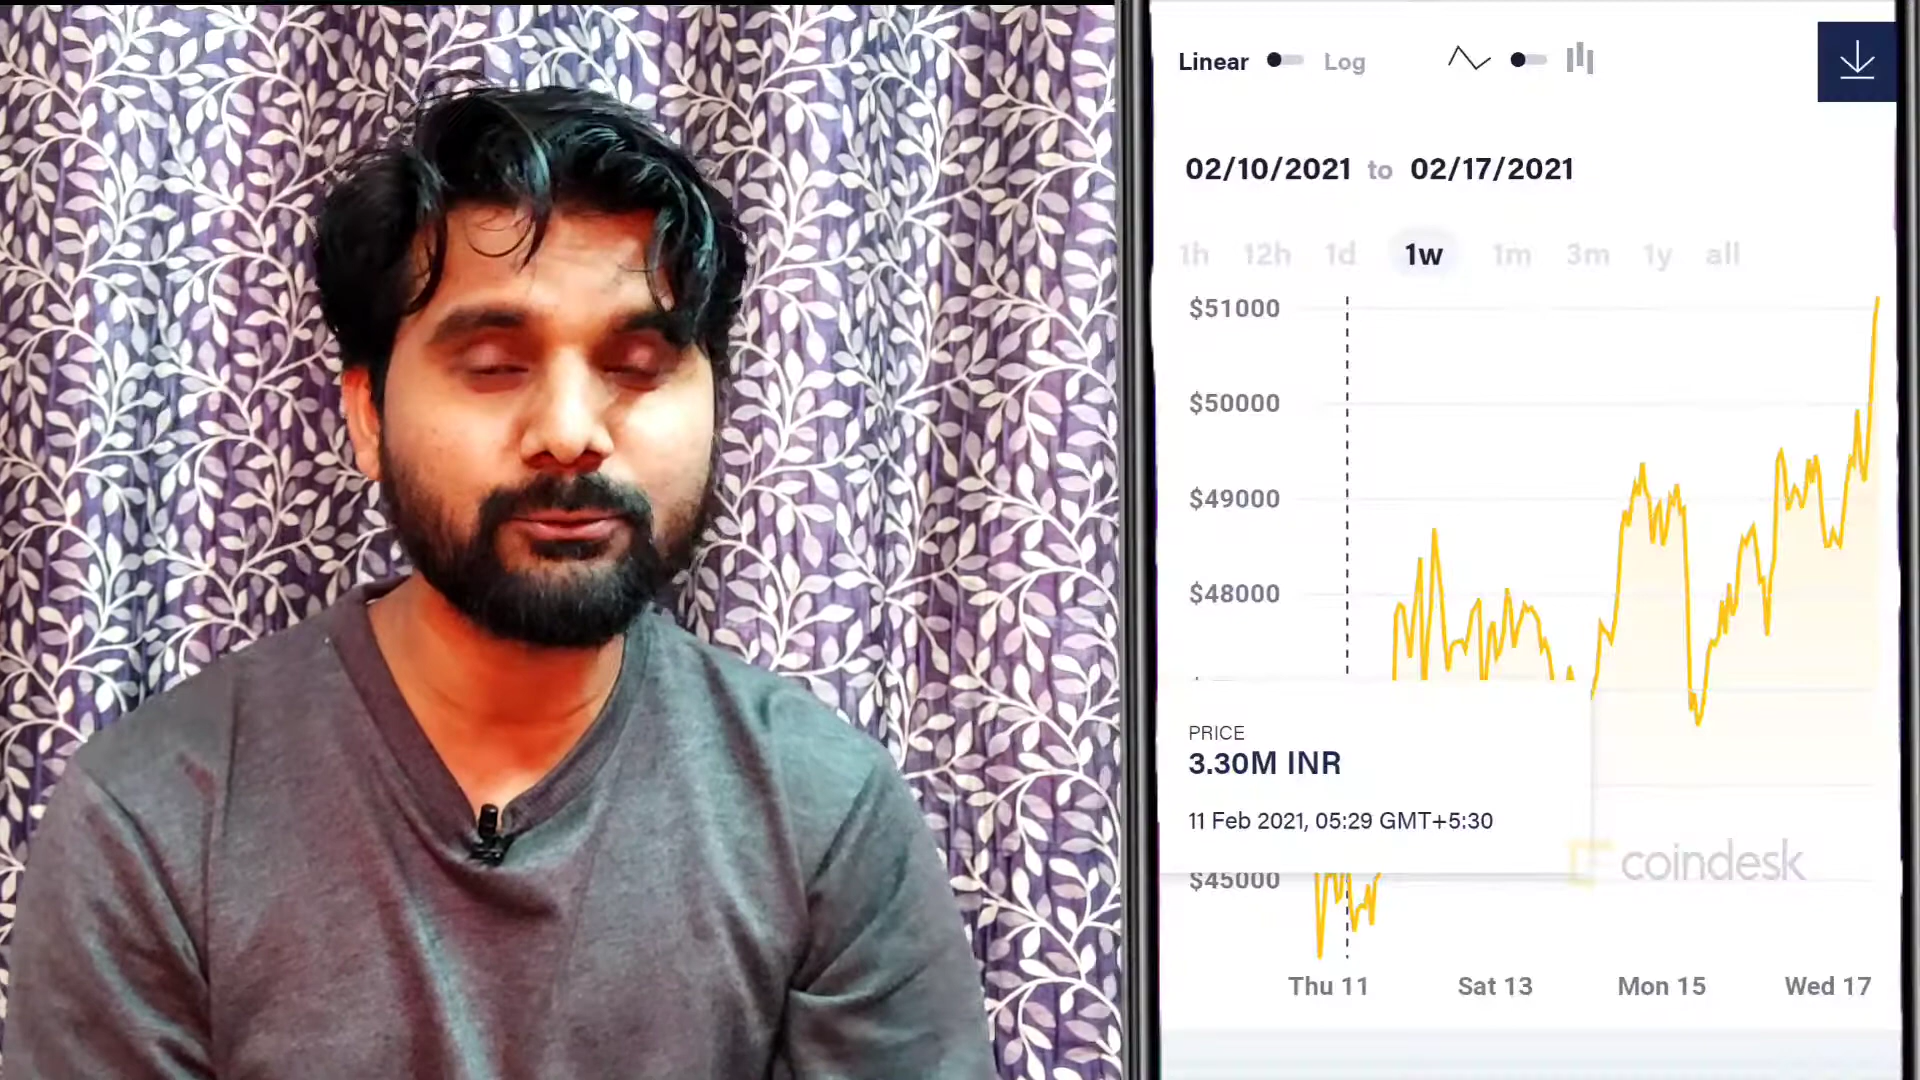 Linear Log
02/10/2021 to 02/17/2021
1h 12h 1d 1w 1m 3m 1y all
$51000
$50000
$49000
$48000
PRICE
3.30M INR
11 Feb 2021, 05:29 GMT+5:30
coindesk
$45000
Thu 11 Sat 13 Mon 15 Wed 17